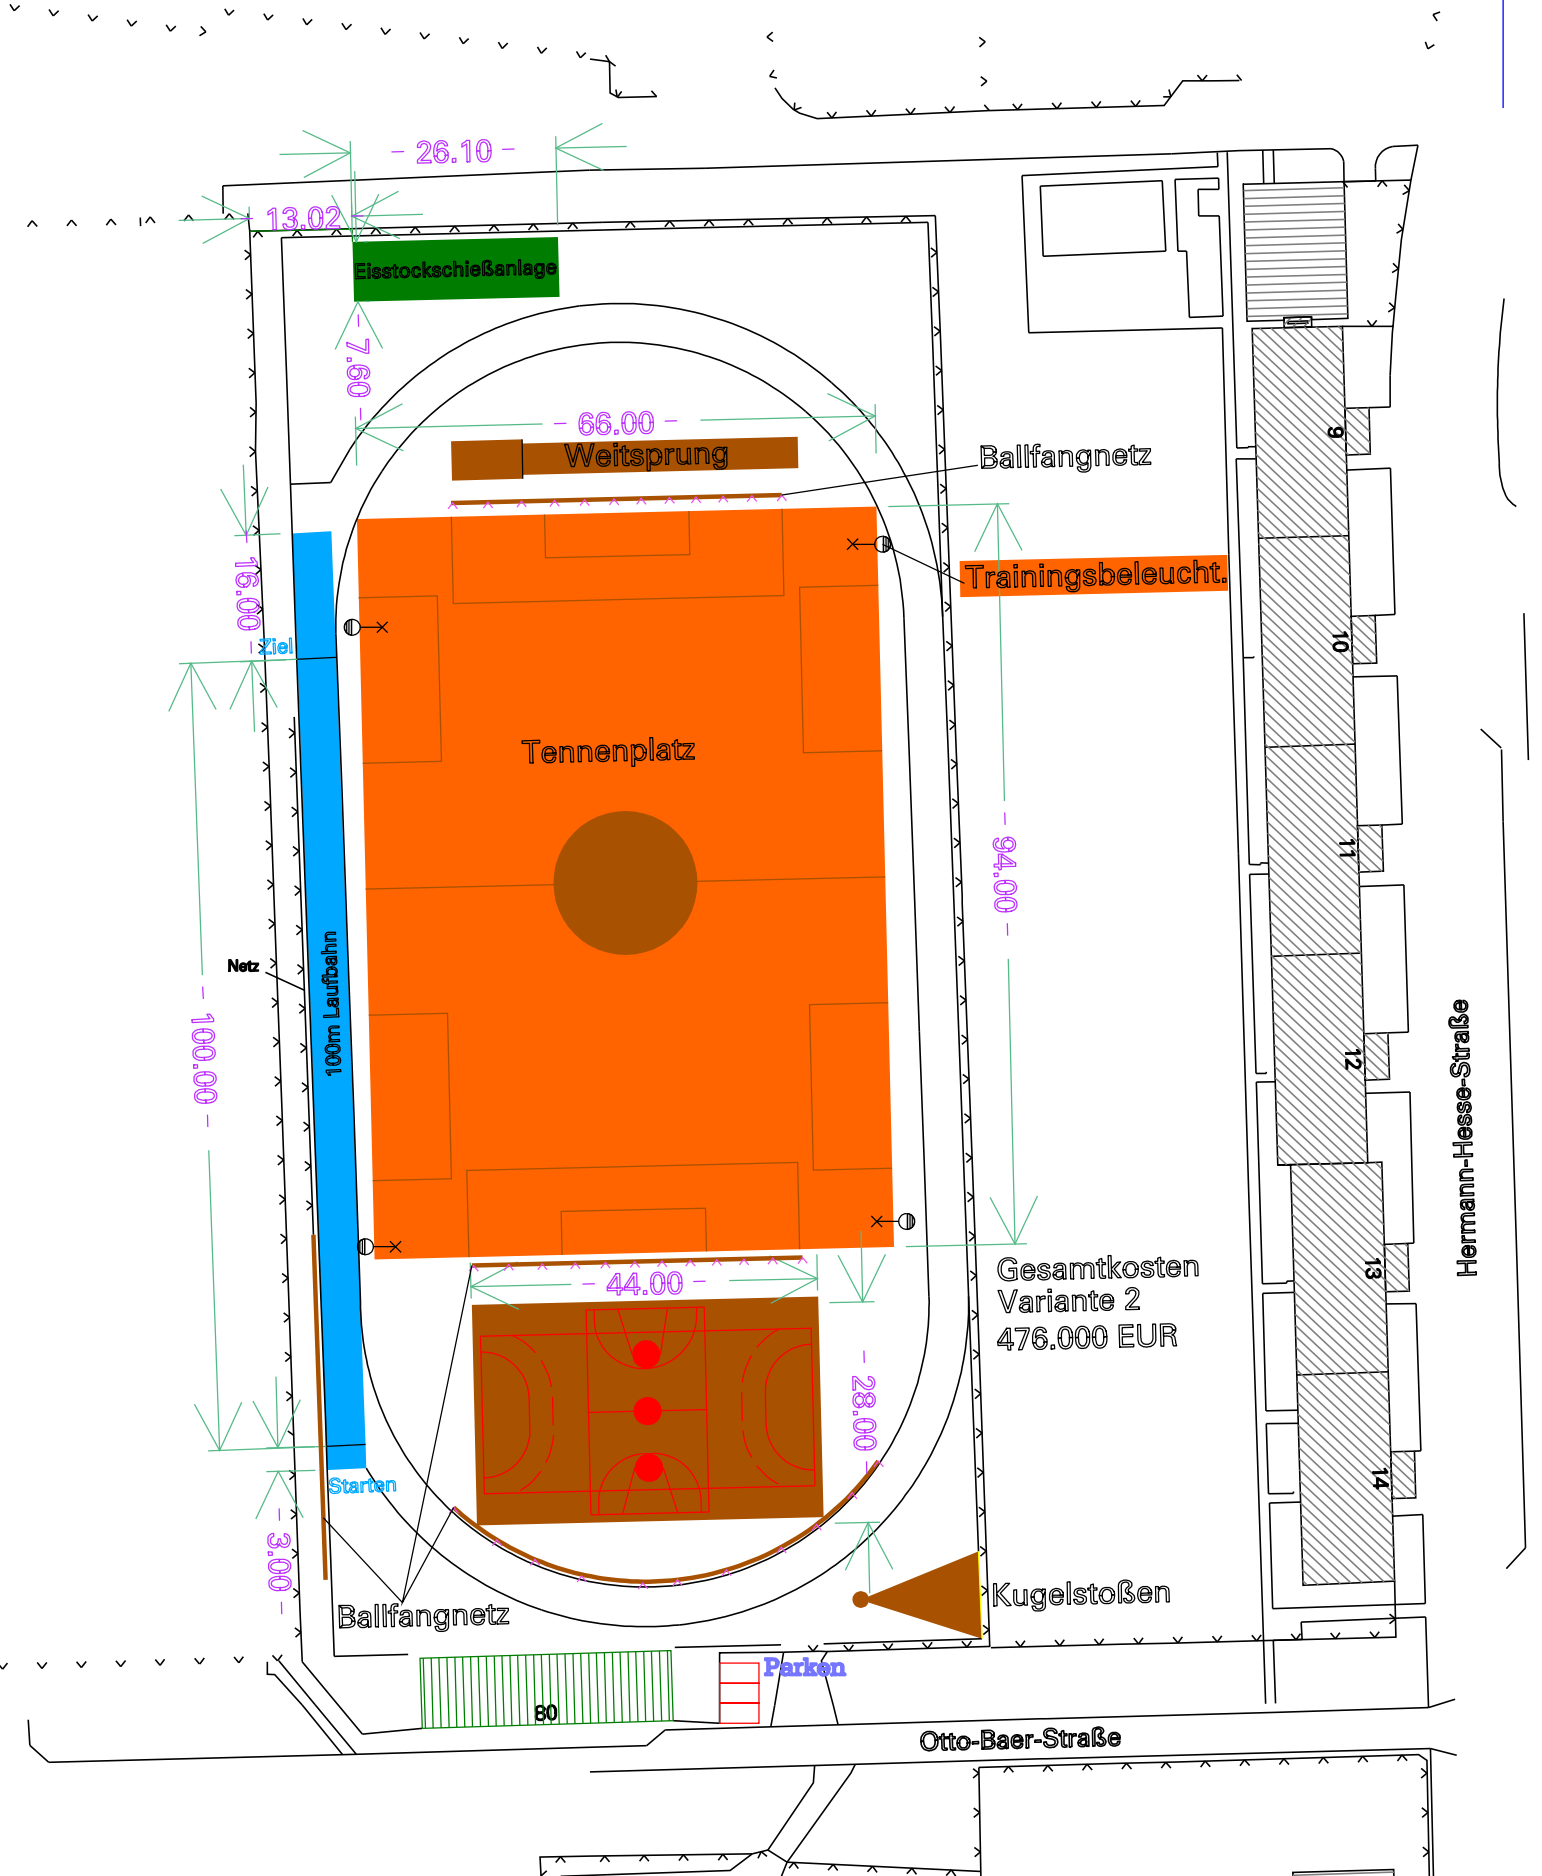 - 26.10 -
13.02
Eisstockschießanlage
- 7.60 -
- 66.00 -
Weitsprung
Ballfangnetz
9
- 16.00 -
Trainingsbeleucht.
Ziel
10
Tennenplatz
- 94.00 -
11
Netz
100m Laufbahn
- 100.00 -
12
Hermann-Hesse-Straße
13
Gesamtkosten
Variante 2
476.000 EUR
- 44.00 -
- 28.00 -
14
Starten
- 3.00 -
Ballfangnetz
Kugelstoßen
Parken
80
Otto-Baer-Straße